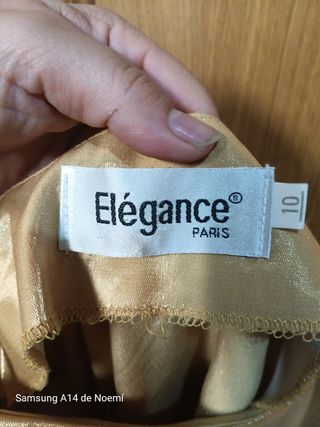 Elégance®
PARIS
10
Samsung A14 de Noemí